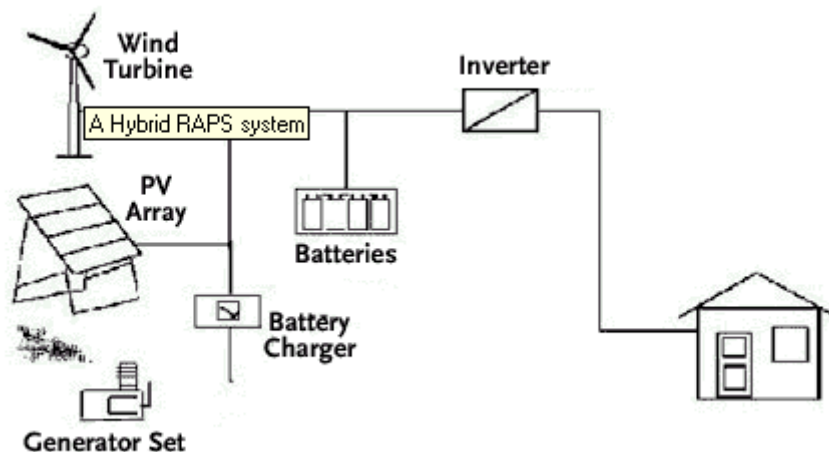 Wind
Turbine
Inverter
A Hybrid RAPS system
PV
Array
Batteries
Battery
Charger
Generator Set